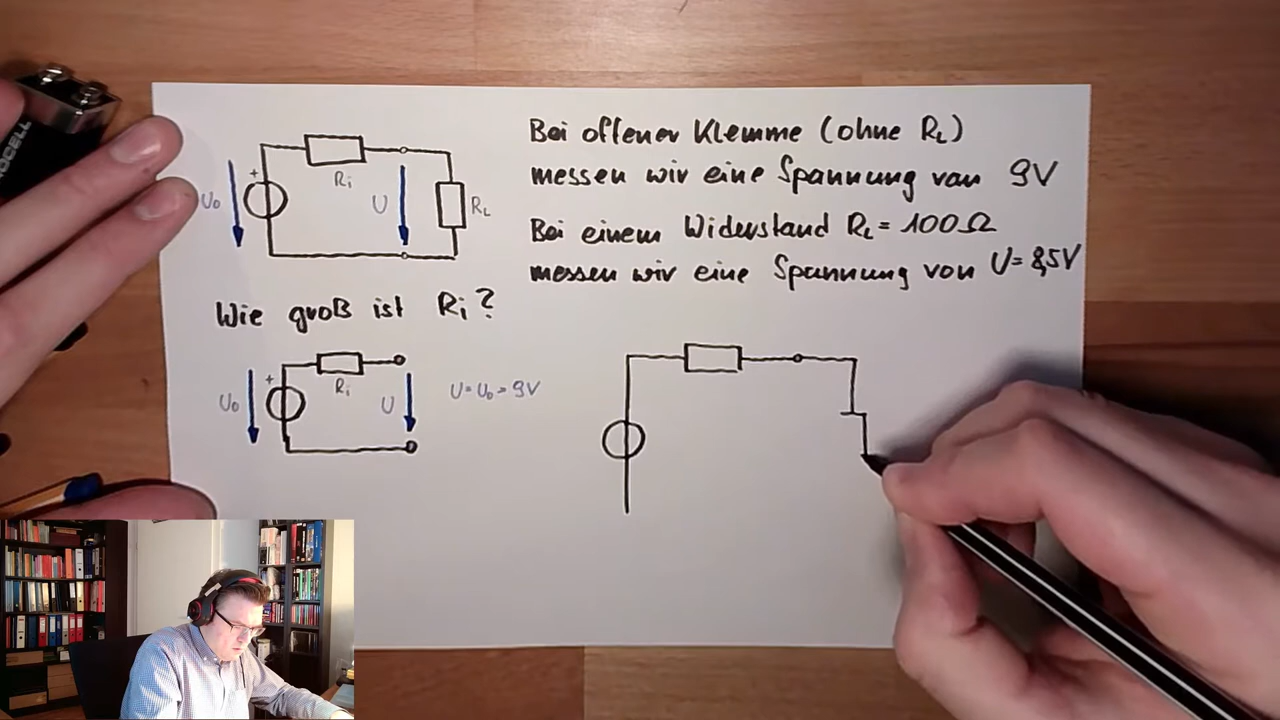 Bei offener Klemme (ohne RL)
messen wir eine Spannung von 9V
Bei einem Widerstand RL = 100Ω
messen wir eine Spannung von U = 8,5V
U0
+
Ri
U
RL
Wie groß ist Ri?
U0
+
Ri
U
U = U0 = 9V
OCELL